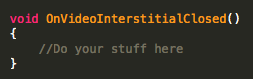 void OnVideoInterstitialClosed()
{
    //Do your stuff here
}